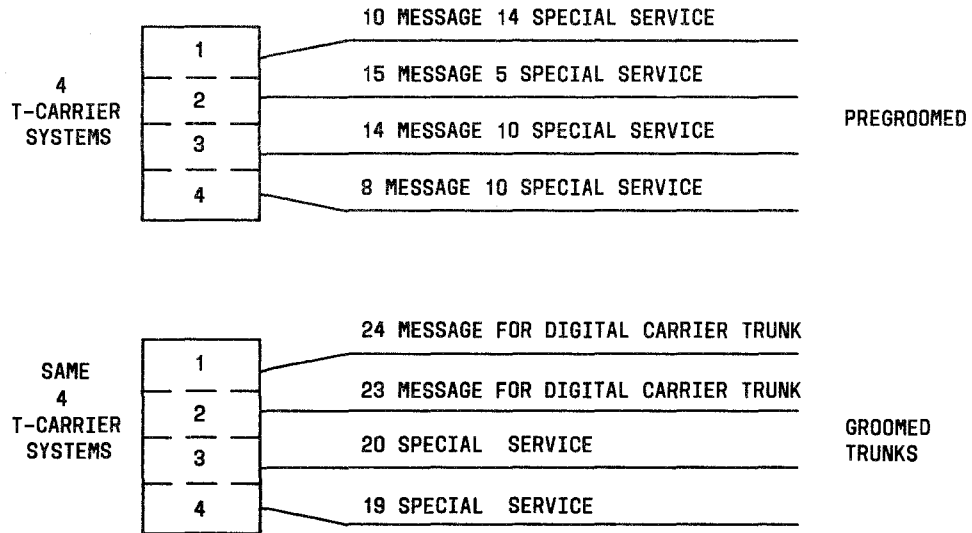 10 MESSAGE 14 SPECIAL SERVICE
1
15 MESSAGE 5 SPECIAL SERVICE
4
T-CARRIER
SYSTEMS
2
PREGROOMED
14 MESSAGE 10 SPECIAL SERVICE
3
8 MESSAGE 10 SPECIAL SERVICE
4
24 MESSAGE FOR DIGITAL CARRIER TRUNK
1
SAME
4
T-CARRIER
SYSTEMS
23 MESSAGE FOR DIGITAL CARRIER TRUNK
2
GROOMED
TRUNKS
20 SPECIAL SERVICE
3
19 SPECIAL SERVICE
4